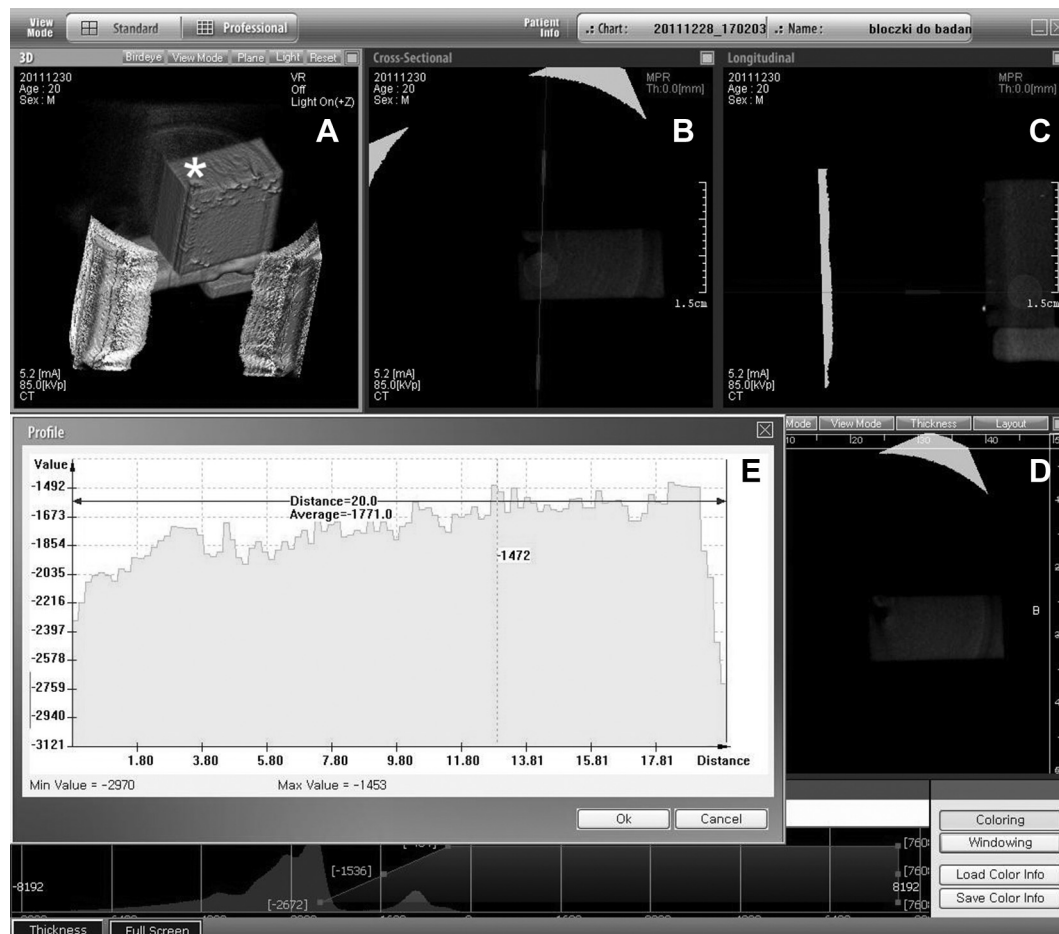 View Mode Standard Professional Patient Info .: Chart : 20111228_170203 .: Name : bloczki do badan
3D Birdeye View Mode Plane Light Reset
20111230
Age : 20
Sex : M
VR
Off
Light On(+Z)
A
5.2 [mA]
85.0[kVp]
CT
Cross-Sectional
20111230
Age : 20
Sex : M
MPR
Th:0.0[mm]
B
1.5cm
5.2 [mA]
85.0[kVp]
CT
Longitudinal
20111230
Age : 20
Sex : M
MPR
Th:0.0[mm]
C
1.5cm
5.2 [mA]
85.0[kVp]
CT
Profile
E
Value
-1492
-1673
-1854
-2035
-2216
-2397
-2578
-2759
-2940
-3121
Distance=20.0
Average=-1771.0
-1472
1.80 3.80 5.80 7.80 9.80 11.80 13.81 15.81 17.81 Distance
Min Value = -2970 Max Value = -1453
Ok Cancel
Mode View Mode Thickness Layout
D
B
[-1536]
[-2672]
-8192
8192
Coloring
Windowing
Load Color Info
Save Color Info
Thickness Full Screen